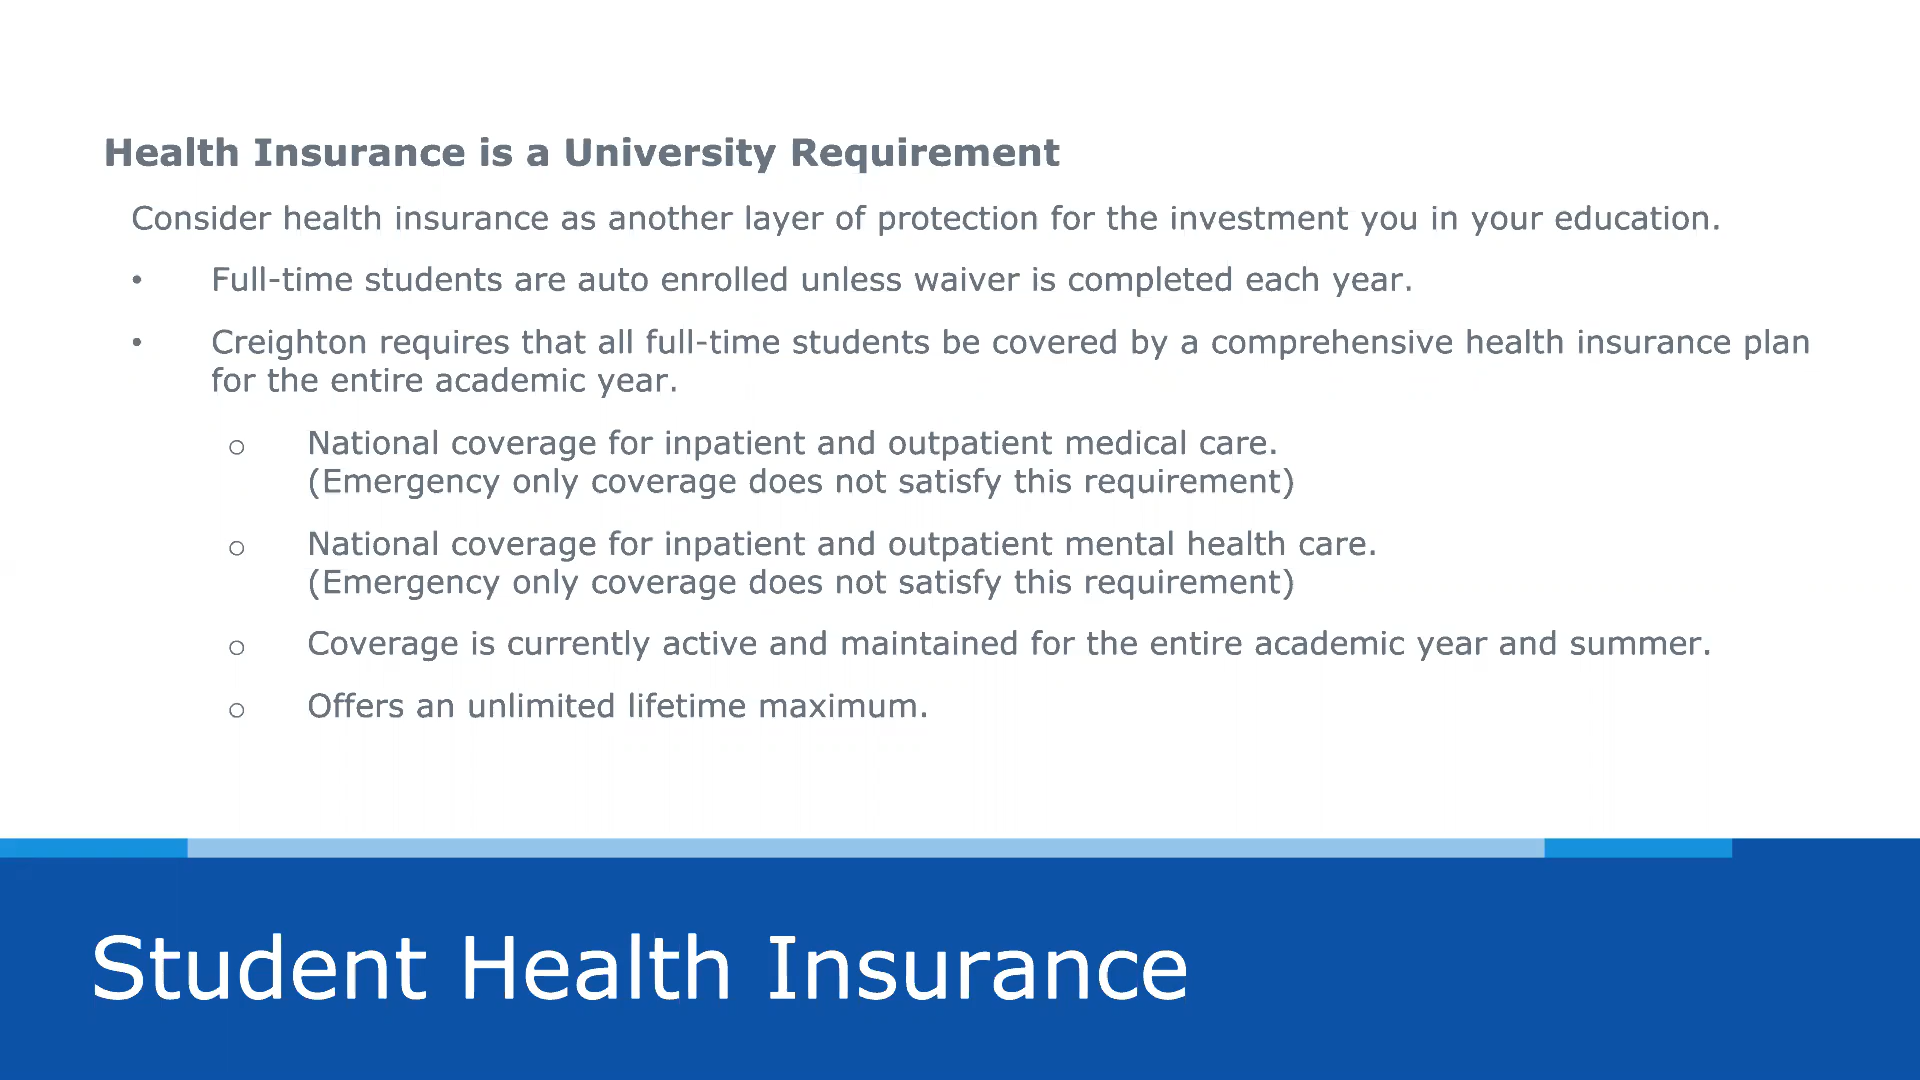 Health Insurance is a University Requirement
Consider health insurance as another layer of protection for the investment you in your education.
• Full-time students are auto enrolled unless waiver is completed each year.
• Creighton requires that all full-time students be covered by a comprehensive health insurance plan
for the entire academic year.
o National coverage for inpatient and outpatient medical care.
(Emergency only coverage does not satisfy this requirement)
o National coverage for inpatient and outpatient mental health care.
(Emergency only coverage does not satisfy this requirement)
o Coverage is currently active and maintained for the entire academic year and summer.
o Offers an unlimited lifetime maximum.
Student Health Insurance